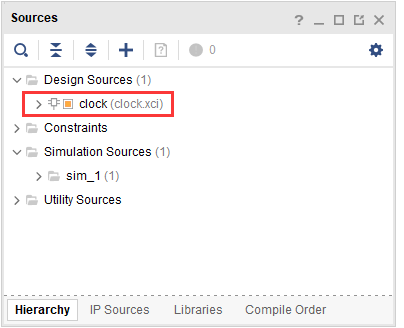 Sources
0
Design Sources (1)
clock (clock.xci)
Constraints
Simulation Sources (1)
sim_1 (1)
Utility Sources
Hierarchy IP Sources Libraries Compile Order